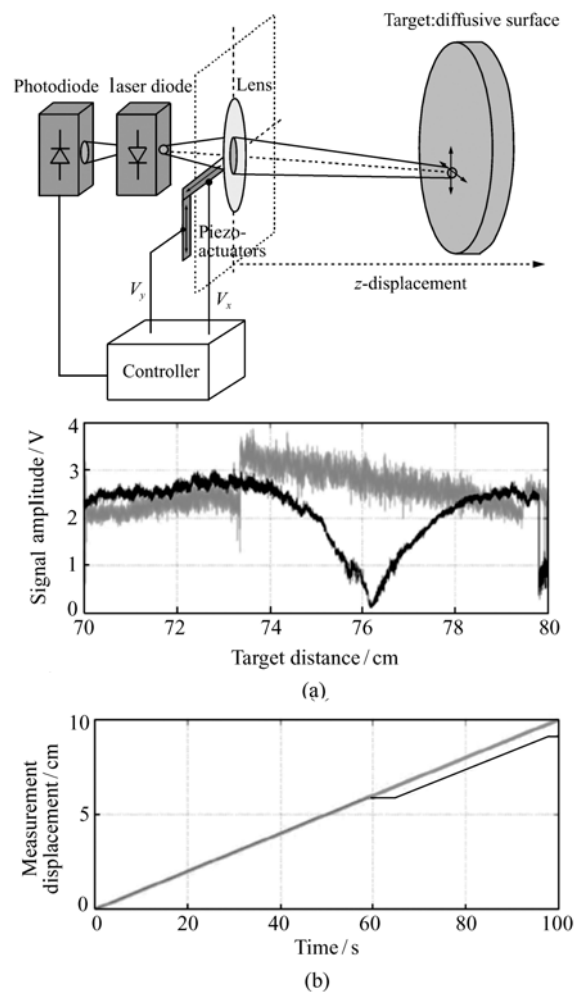 Target:diffusive surface
Photodiode
laser diode
Lens
Piezo-
actuators
z-displacement
Vy
Vx
Controller
Signal amplitude / V
4
3
2
1
0
70
72
74
76
78
80
Target distance / cm
(a)
Measurement
displacement / cm
10
5
0
0
20
40
60
80
100
Time / s
(b)